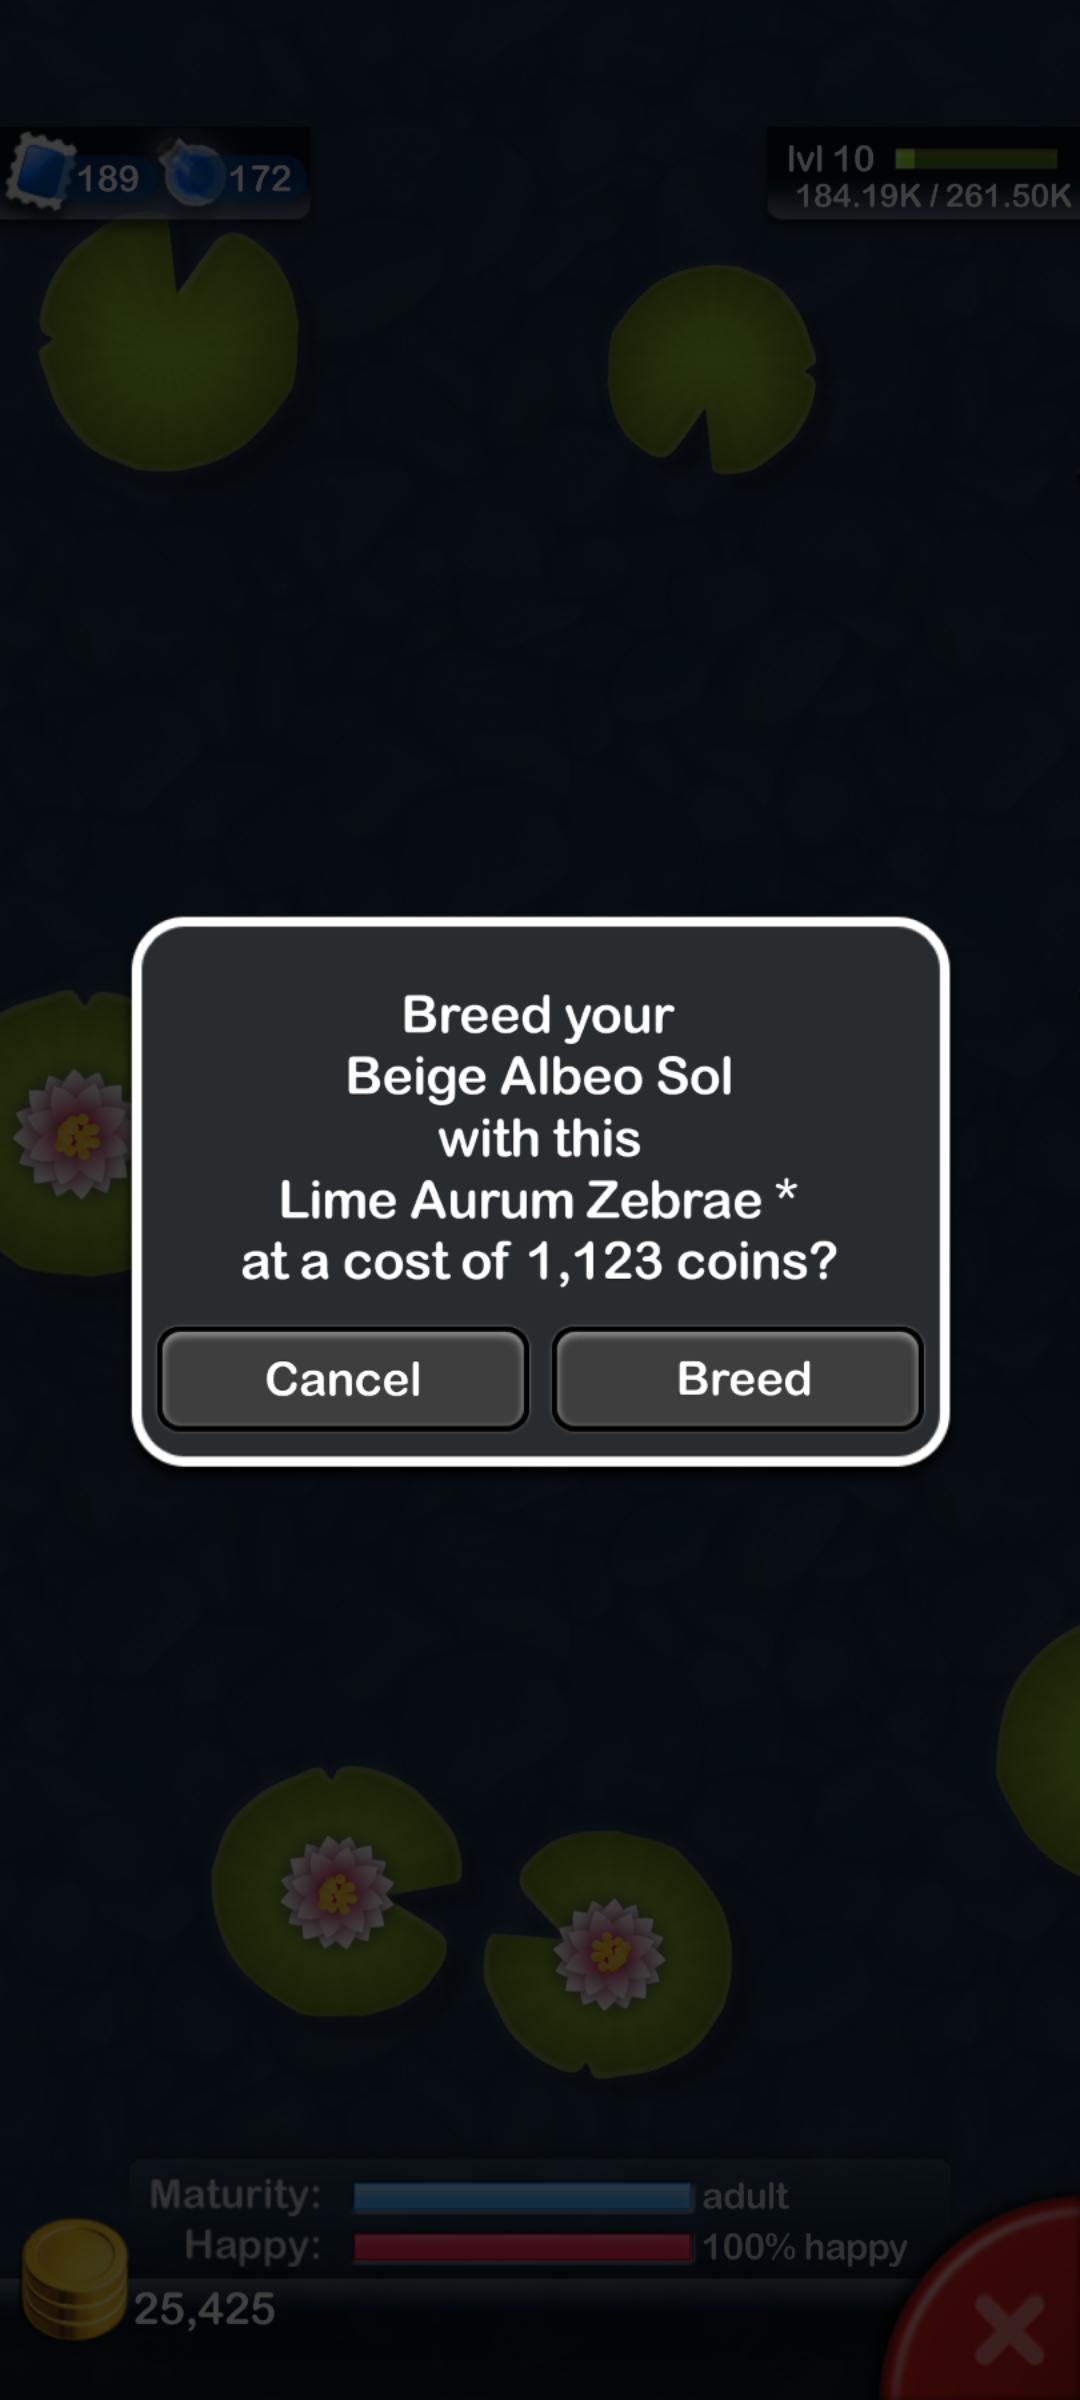 189 172
lvl 10
184.19K / 261.50K
Breed your
Beige Albeo Sol
with this
Lime Aurum Zebrae *
at a cost of 1,123 coins?
Cancel Breed
Maturity: adult
Happy: 100% happy
25,425